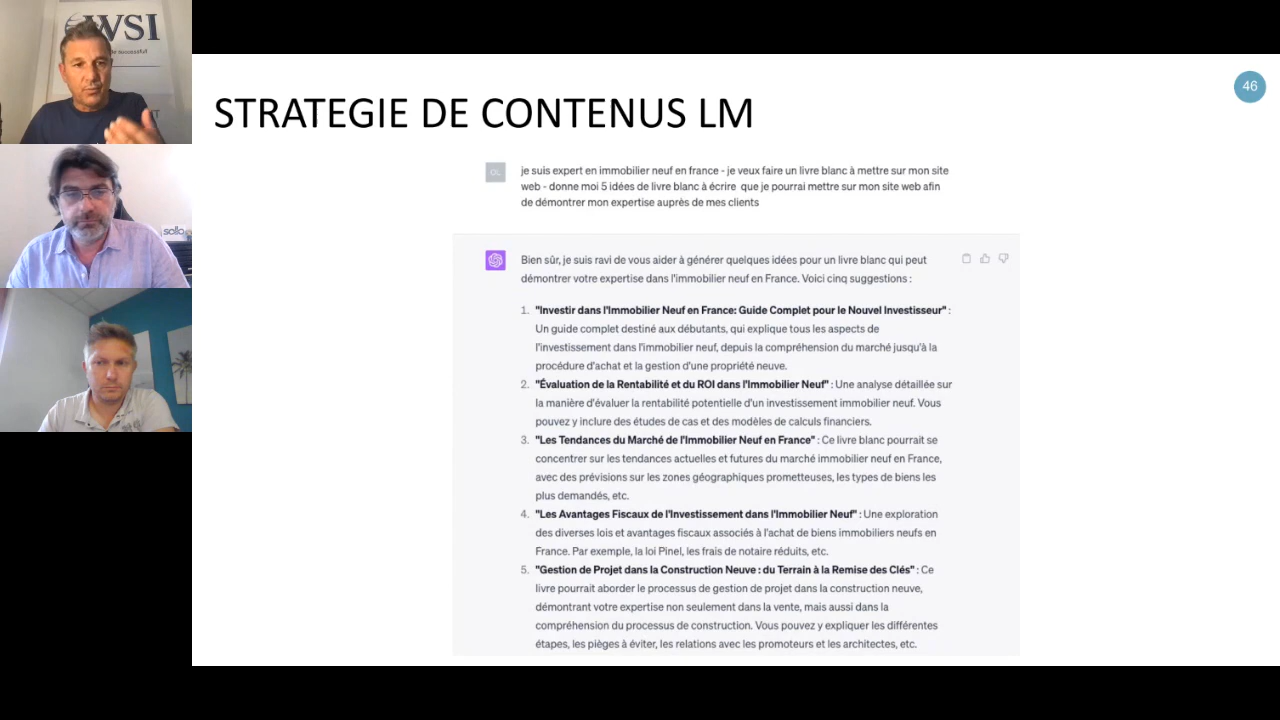 WSI
46
STRATEGIE DE CONTENUS LM
je suis expert en immobilier neuf en france - je veux faire un livre blanc à mettre sur mon site
web - donne moi 5 idées de livre blanc à écrire que je pourrai mettre sur mon site web afin
de démontrer mon expertise auprès de mes clients
sollo
Bien sûr, je suis ravi de vous aider à générer quelques idées pour un livre blanc qui peut
démontrer votre expertise dans l'immobilier neuf en France. Voici cinq suggestions :
1. "Investir dans l'Immobilier Neuf en France: Guide Complet pour le Nouvel Investisseur" :
Un guide complet destiné aux débutants, qui explique tous les aspects de
l'investissement dans l'immobilier neuf, depuis la compréhension du marché jusqu'à la
procédure d'achat et la gestion d'une propriété neuve.
2. "Évaluation de la Rentabilité et du ROI dans l'Immobilier Neuf" : Une analyse détaillée sur
la manière d'évaluer la rentabilité potentielle d'un investissement immobilier neuf. Vous
pouvez y inclure des études de cas et des modèles de calculs financiers.
3. "Les Tendances du Marché de l'Immobilier Neuf en France" : Ce livre blanc pourrait se
concentrer sur les tendances actuelles et futures du marché immobilier neuf en France,
avec des prévisions sur les zones géographiques prometteuses, les types de biens les
plus demandés, etc.
4. "Les Avantages Fiscaux de l'Investissement dans l'Immobilier Neuf" : Une exploration
des diverses lois et avantages fiscaux associés à l'achat de biens immobiliers neufs en
France. Par exemple, la loi Pinel, les frais de notaire réduits, etc.
5. "Gestion de Projet dans la Construction Neuve : du Terrain à la Remise des Clés" : Ce
livre pourrait aborder le processus de gestion de projet dans la construction neuve,
démontrant votre expertise non seulement dans la vente, mais aussi dans la
compréhension du processus de construction. Vous pouvez y expliquer les différentes
étapes, les pièges à éviter, les relations avec les promoteurs et les architectes, etc.